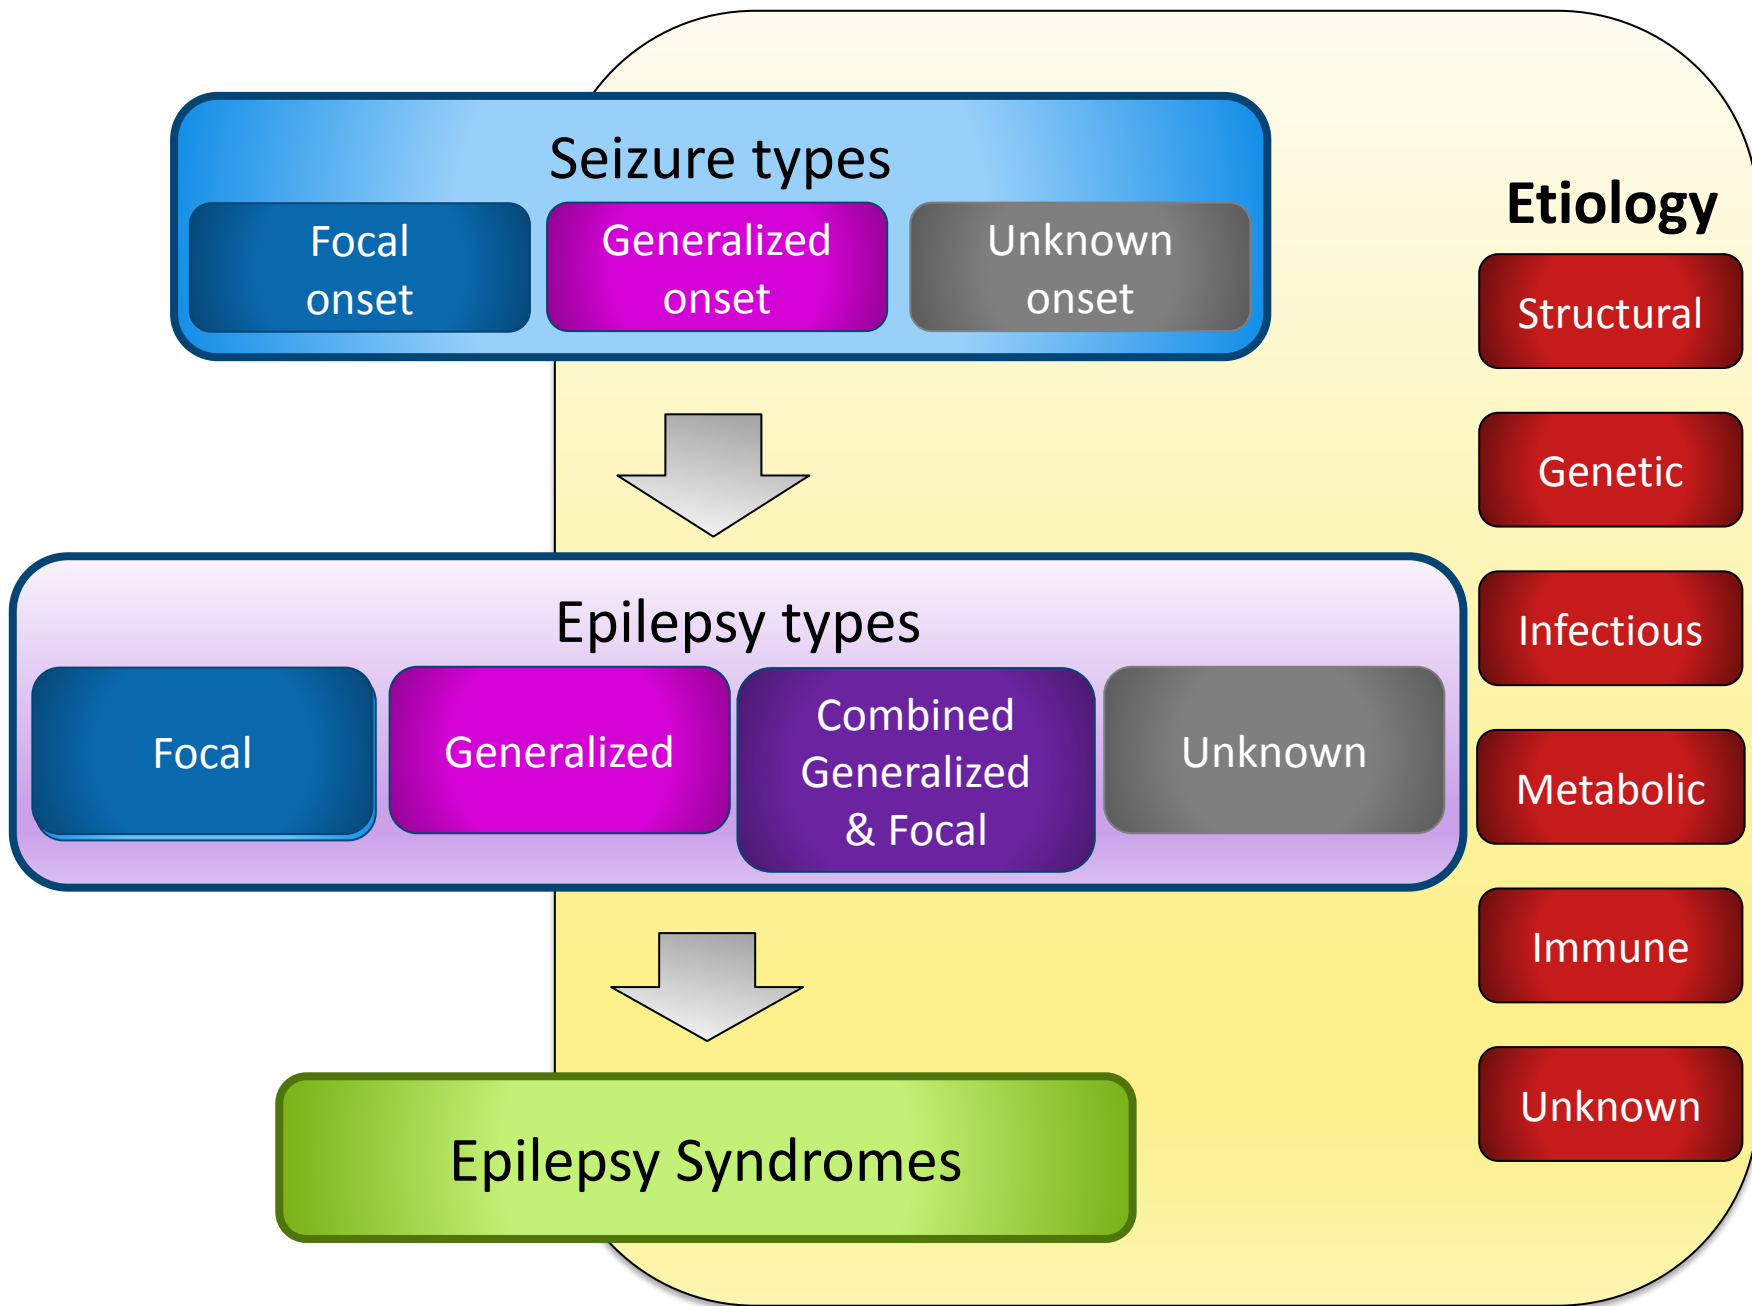 Seizure types
Focal
onset
Generalized
onset
Unknown
onset
Epilepsy types
Focal
Generalized
Combined
Generalized
& Focal
Unknown
Epilepsy Syndromes
Etiology
Structural
Genetic
Infectious
Metabolic
Immune
Unknown